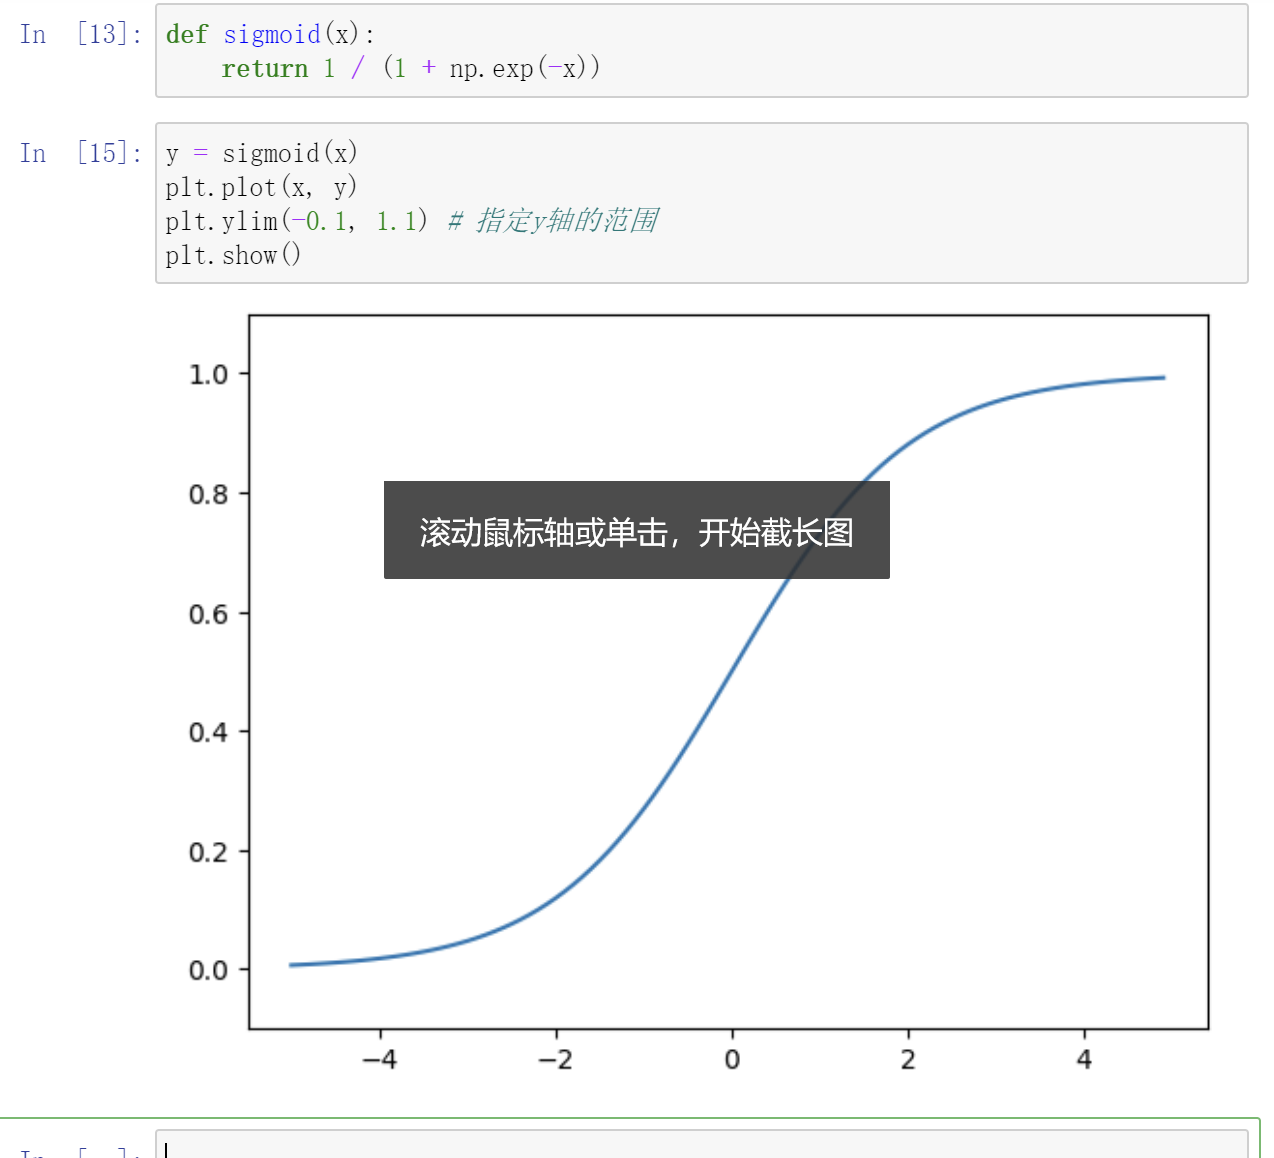 In [13]: def sigmoid(x):
return 1 / (1 + np.exp(-x))
In [15]: y = sigmoid(x)
plt.plot(x, y)
plt.ylim(-0.1, 1.1) # 指定y轴的范围
plt.show()
1.0
0.8
滚动鼠标轴或单击，开始截长图
0.6
0.4
0.2
0.0
−4 −2 0 2 4
In [ ]: